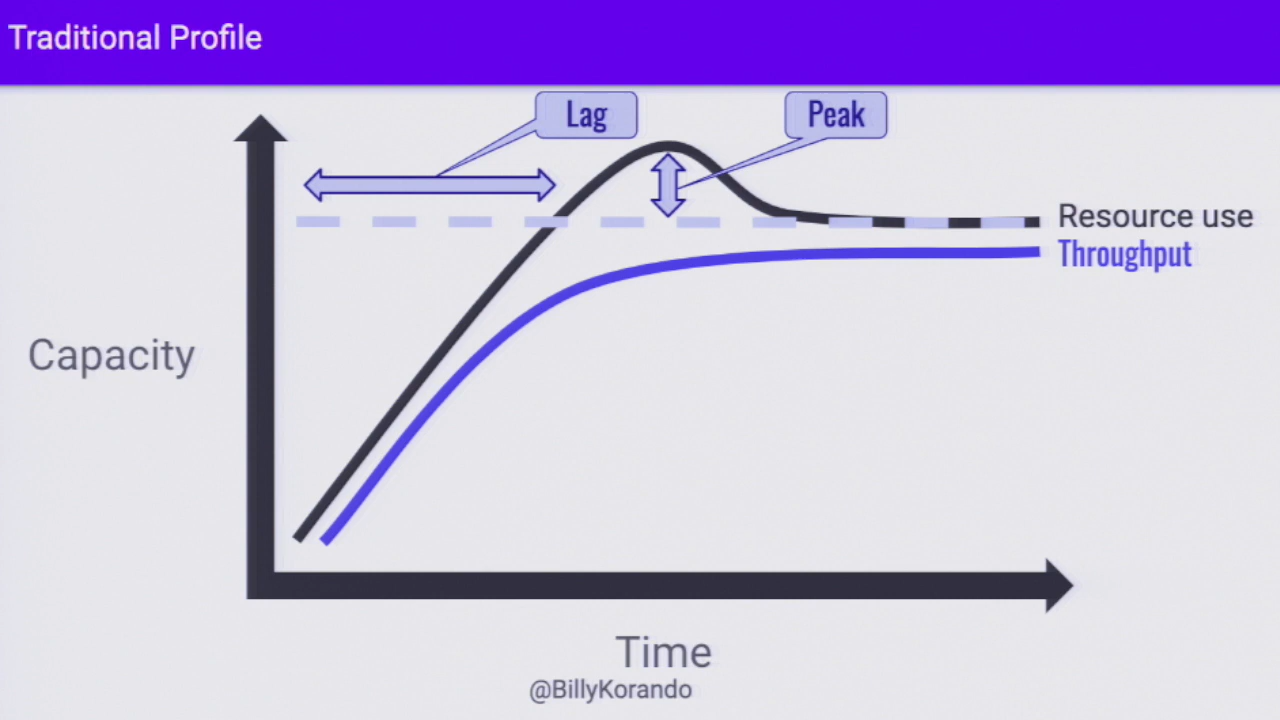 Traditional Profile
Lag
Peak
Resource use
Throughput
Capacity
Time
@BillyKorando